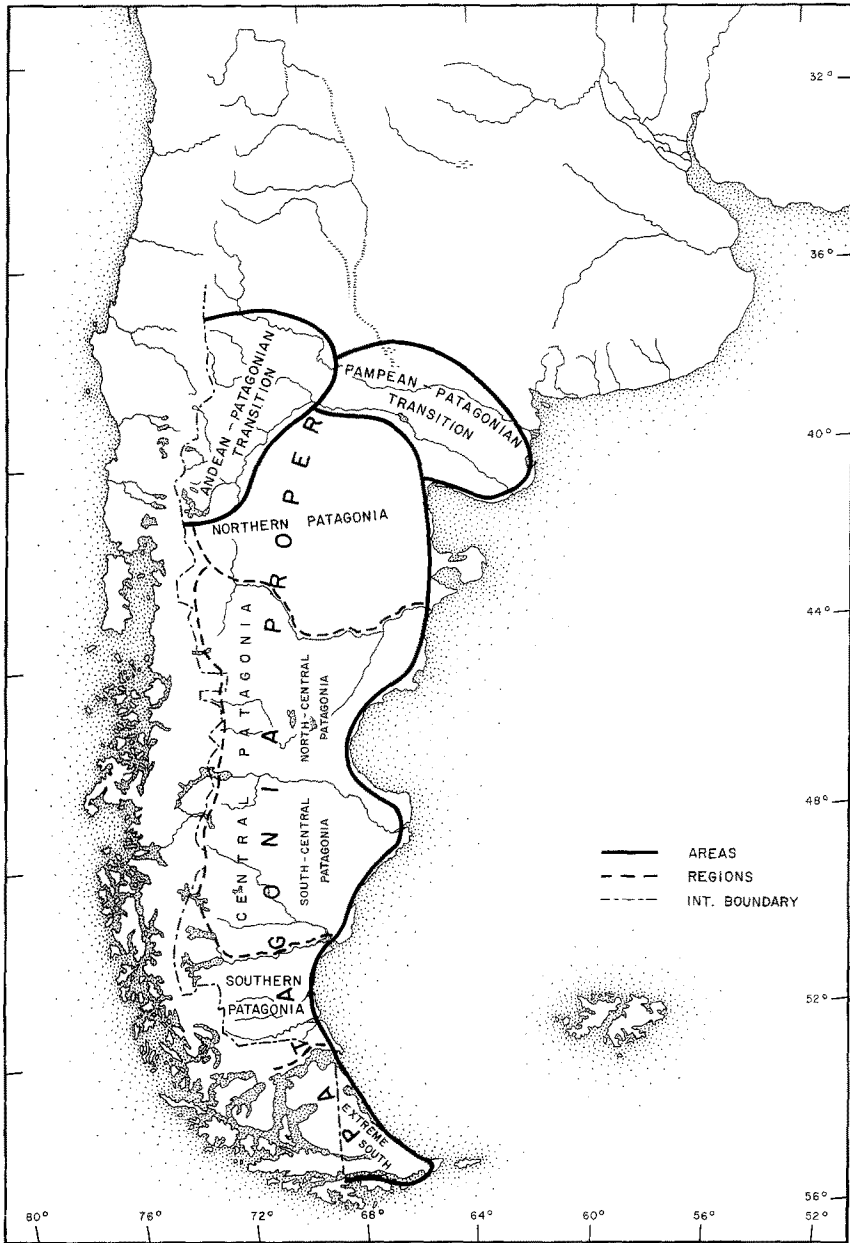 32°
36°
40°
44°
48°
52°
56°
ANDEAN-PATAGONIAN
TRANSITION
PAMPEAN-PATAGONIAN
TRANSITION
PATAGONIA PROPER
NORTHERN PATAGONIA
CENTRAL PATAGONIA
NORTH-CENTRAL
PATAGONIA
SOUTH-CENTRAL
PATAGONIA
SOUTHERN
PATAGONIA
EXTREME
SOUTH
AREAS
REGIONS
INT. BOUNDARY
80°
76°
72°
68°
64°
60°
56°
52°